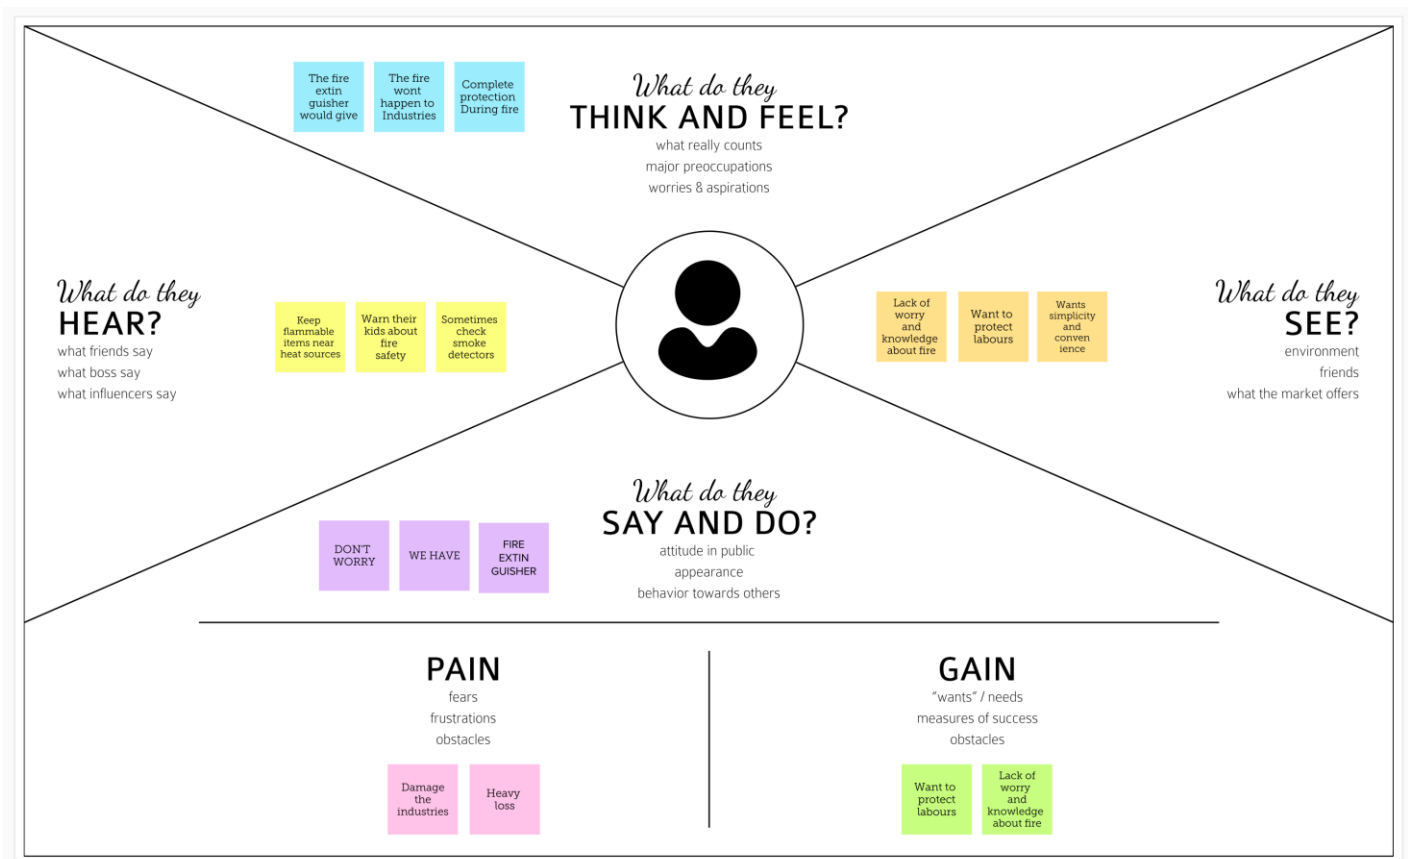 The fire
extin
guisher
would give
The fire
wont
happen to
Industries
Complete
protection
During fire
What do they
THINK AND FEEL?
what really counts
major preoccupations
worries & aspirations
What do they
HEAR?
what friends say
what boss say
what influencers say
Keep
flammable
items near
heat sources
Warn their
kids about
fire
safety
Sometimes
check
smoke
detectors
Lack of
worry
and
knowledge
about fire
Want to
protect
labours
Wants
simplicity
and
conven
ience
What do they
SEE?
environment
friends
what the market offers
What do they
SAY AND DO?
attitude in public
appearance
behavior towards others
DON'T
WORRY
WE HAVE
FIRE
EXTIN
GUISHER
PAIN
fears
frustrations
obstacles
Damage
the
industries
Heavy
loss
GAIN
"wants" / needs
measures of success
obstacles
Want to
protect
labours
Lack of
worry
and
knowledge
about fire